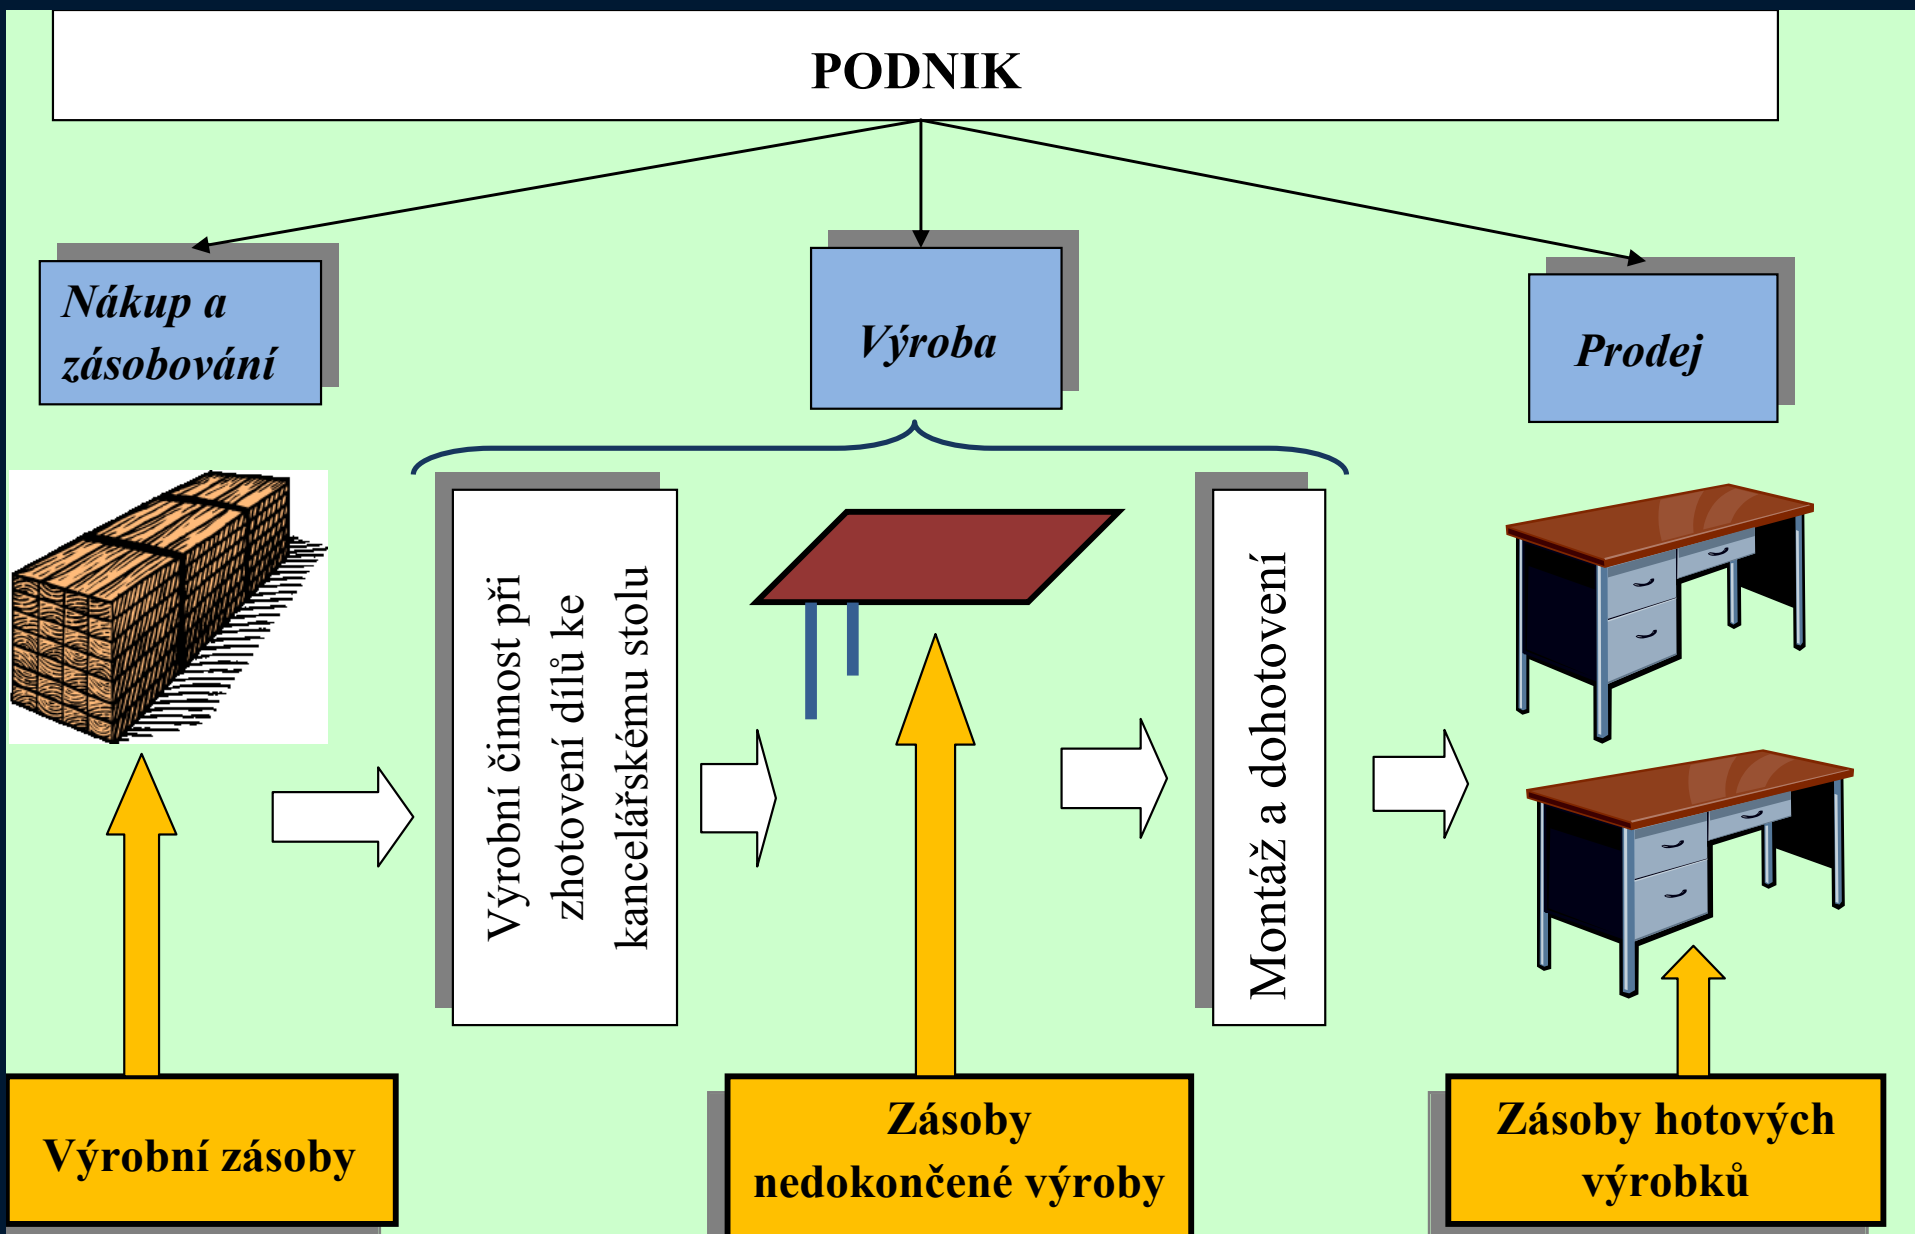 PODNIK
Nákup a
zásobování
Výroba
Prodej
Výrobní činnost při
zhotovení dílů ke
kancelářskému stolu
Montáž a dohotovení
Výrobní zásoby
Zásoby
nedokončené výroby
Zásoby hotových
výrobků